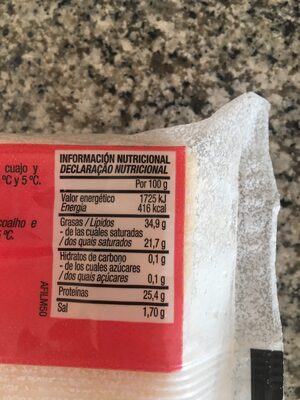 INFORMACIÓN NUTRICIONAL
DECLARAÇÃO NUTRICIONAL
Por 100 g
Valor energético 1725 kJ
Energia 416 kcal
Grasas / Lípidos 34,9 g
- de las cuales saturadas
/ dos quais saturados 21,7 g
Hidratos de carbono 0,1 g
- de los cuales azúcares
/ dos quais açúcares 0,1 g
Proteínas 25,4 g
Sal 1,70 g
cuajo y
°C y 5 °C.
coalho e
°C.
AFILM50